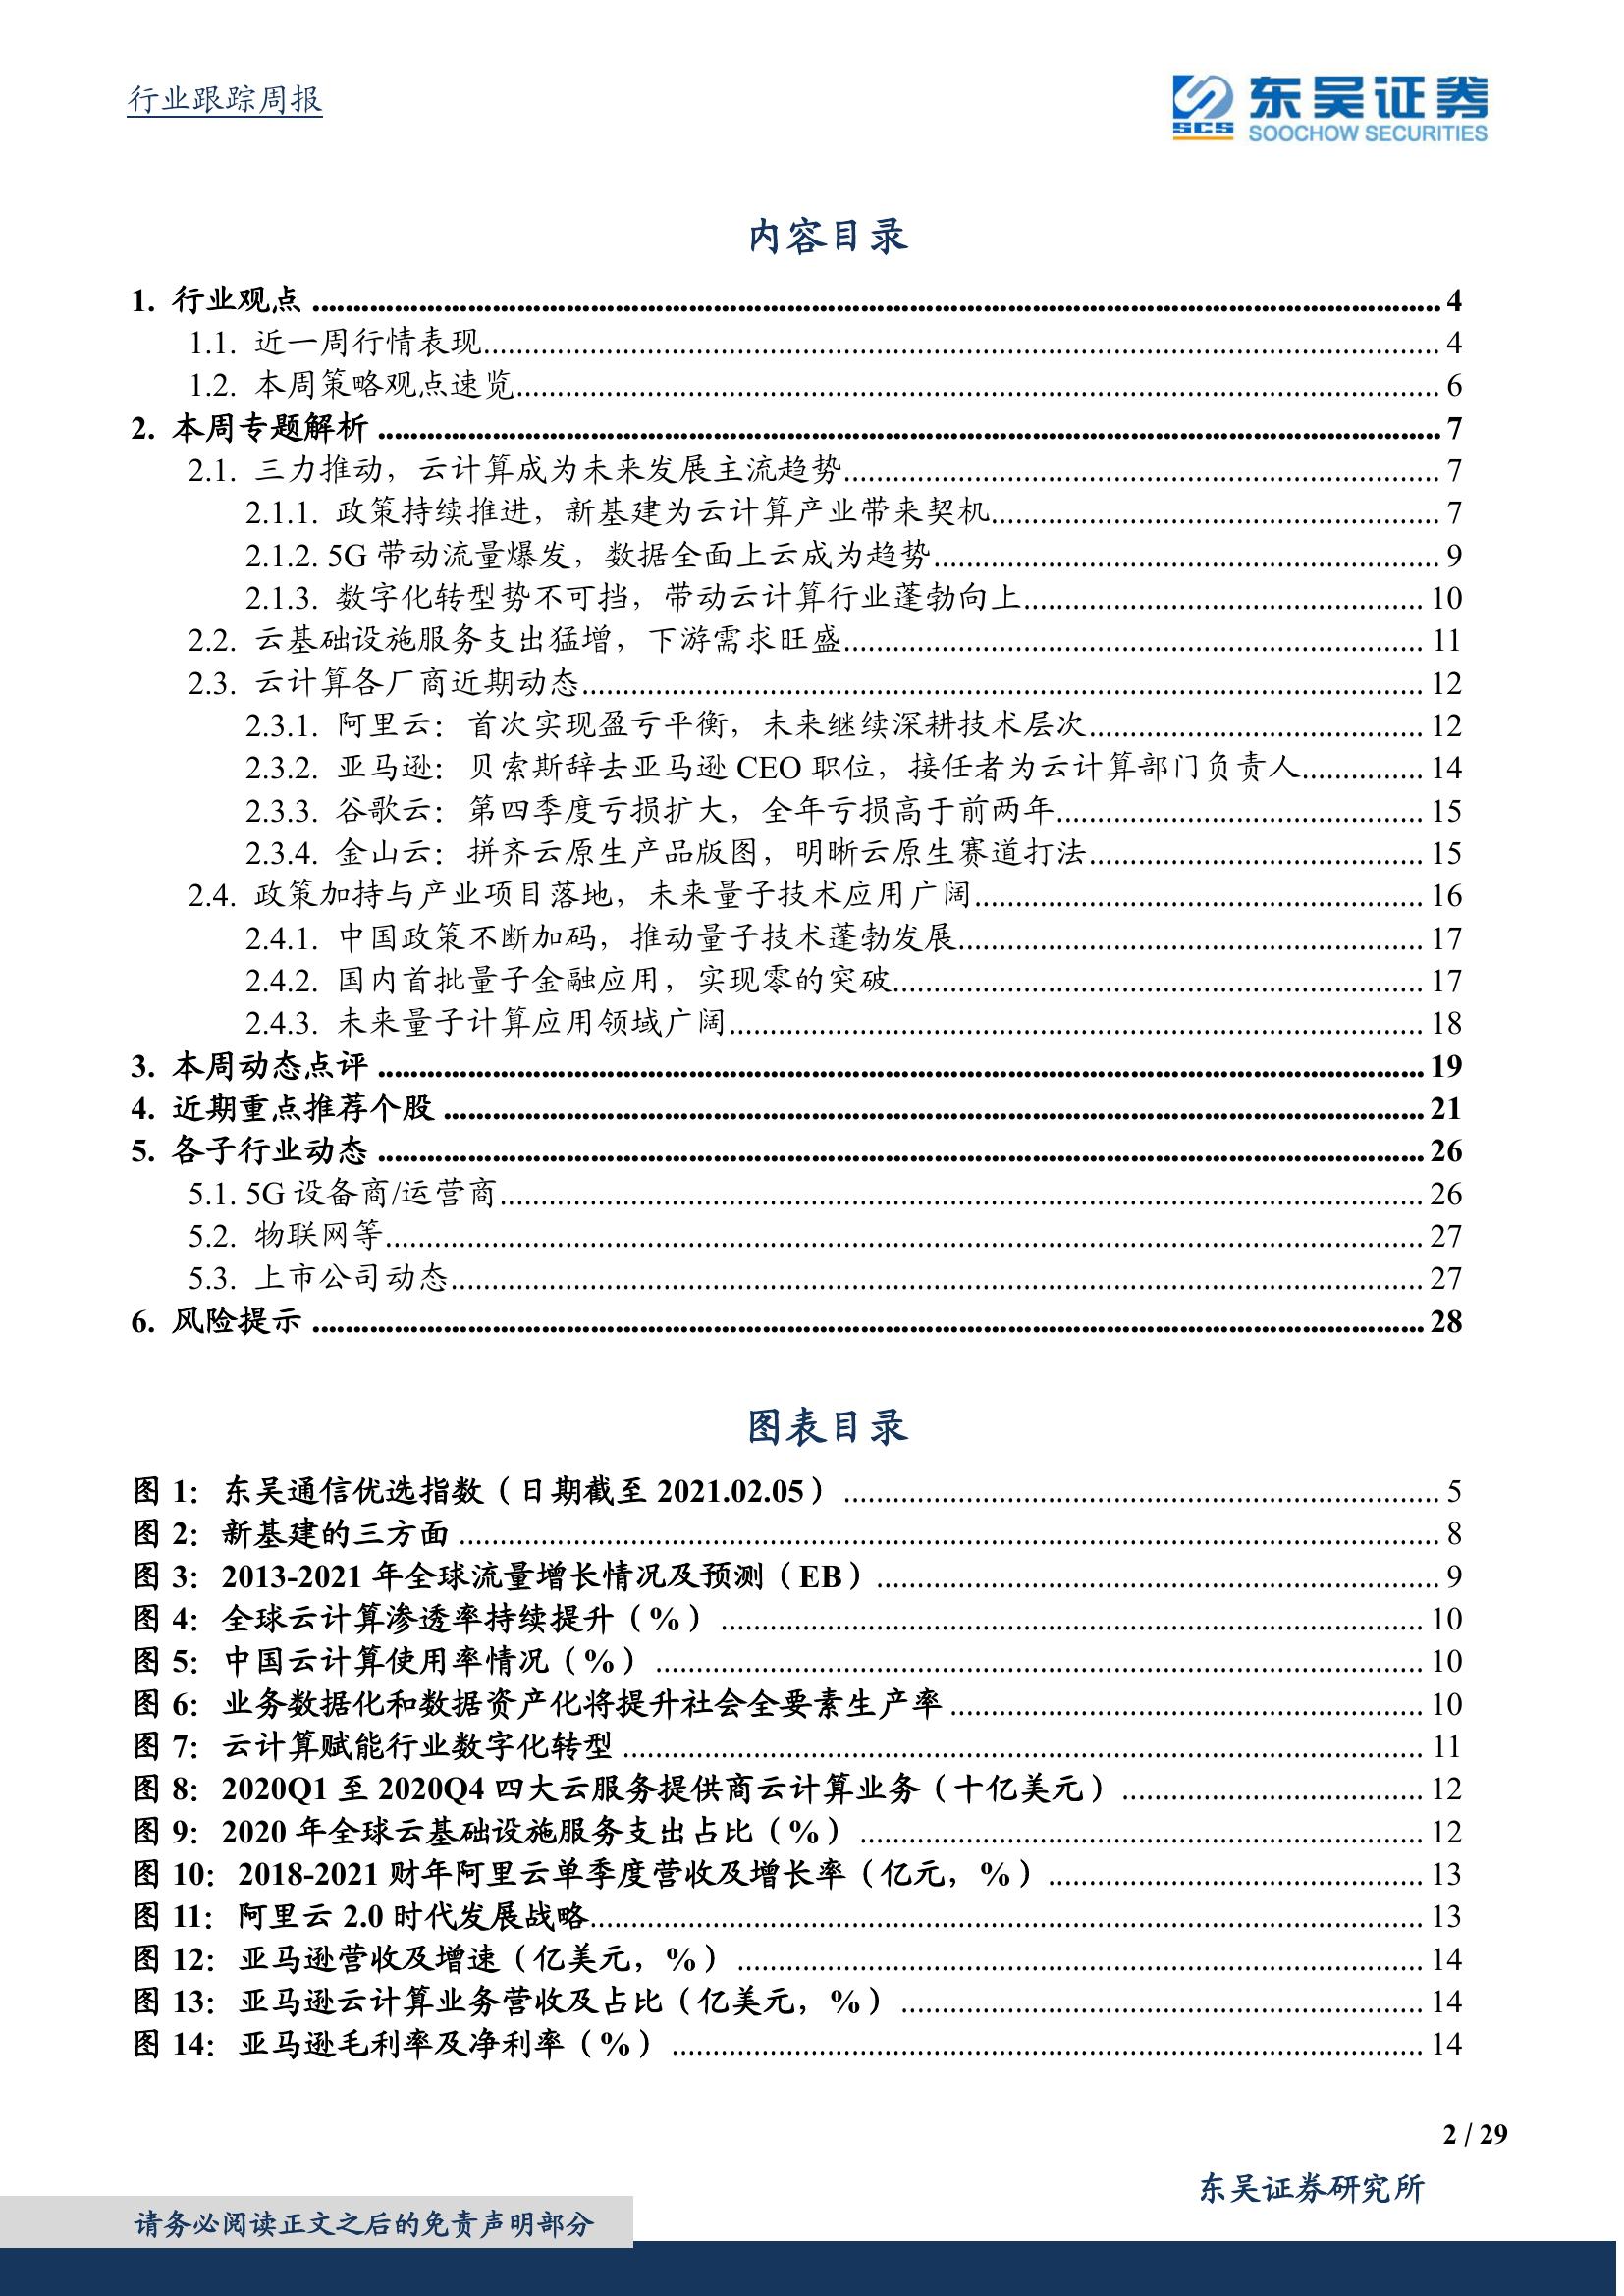 行业跟踪周报
东吴证券
SCS
SOOCHOW SECURITIES
内容目录
1. 行业观点 4
1.1. 近一周行情表现 4
1.2. 本周策略观点速览 6
2. 本周专题解析 7
2.1. 三力推动，云计算成为未来发展主流趋势 7
2.1.1. 政策持续推进，新基建为云计算产业带来契机 7
2.1.2. 5G 带动流量爆发，数据全面上云成为趋势 9
2.1.3. 数字化转型势不可挡，带动云计算行业蓬勃向上 10
2.2. 云基础设施服务支出猛增，下游需求旺盛 11
2.3. 云计算各厂商近期动态 12
2.3.1. 阿里云：首次实现盈亏平衡，未来继续深耕技术层次 12
2.3.2. 亚马逊：贝索斯辞去亚马逊 CEO 职位，接任者为云计算部门负责人 14
2.3.3. 谷歌云：第四季度亏损扩大，全年亏损高于前两年 15
2.3.4. 金山云：拼齐云原生产品版图，明晰云原生赛道打法 15
2.4. 政策加持与产业项目落地，未来量子技术应用广阔 16
2.4.1. 中国政策不断加码，推动量子技术蓬勃发展 17
2.4.2. 国内首批量子金融应用，实现零的突破 17
2.4.3. 未来量子计算应用领域广阔 18
3. 本周动态点评 19
4. 近期重点推荐个股 21
5. 各子行业动态 26
5.1. 5G 设备商/运营商 26
5.2. 物联网等 27
5.3. 上市公司动态 27
6. 风险提示 28
图表目录
图 1：东吴通信优选指数（日期截至 2021.02.05） 5
图 2：新基建的三方面 8
图 3：2013-2021 年全球流量增长情况及预测（EB） 9
图 4：全球云计算渗透率持续提升（%） 10
图 5：中国云计算使用率情况（%） 10
图 6：业务数据化和数据资产化将提升社会全要素生产率 10
图 7：云计算赋能行业数字化转型 11
图 8：2020Q1 至 2020Q4 四大云服务提供商云计算业务（十亿美元） 12
图 9：2020 年全球云基础设施服务支出占比（%） 12
图 10：2018-2021 财年阿里云单季度营收及增长率（亿元，%） 13
图 11：阿里云 2.0 时代发展战略 13
图 12：亚马逊营收及增速（亿美元，%） 14
图 13：亚马逊云计算业务营收及占比（亿美元，%） 14
图 14：亚马逊毛利率及净利率（%） 14
2 / 29
东吴证券研究所
请务必阅读正文之后的免责声明部分